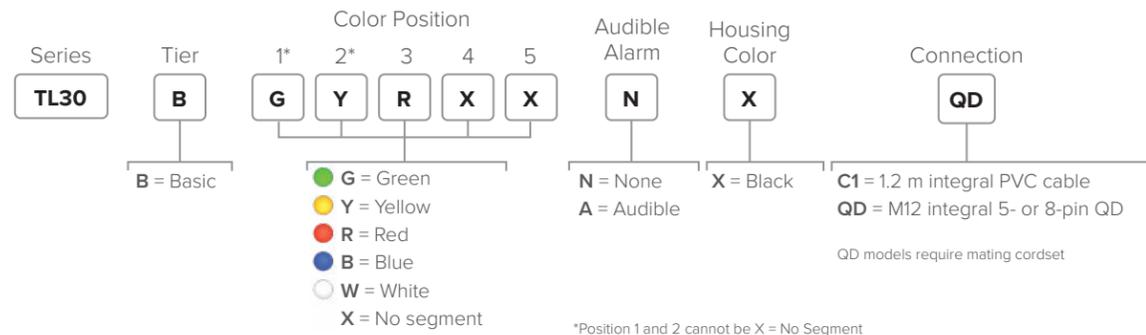 Color Position
Series Tier 1* 2* 3 4 5 Audible Alarm Housing Color Connection
TL30 B G Y R X X N X QD
B = Basic
G = Green
Y = Yellow
R = Red
B = Blue
W = White
X = No segment
N = None
A = Audible
X = Black
C1 = 1.2 m integral PVC cable
QD = M12 integral 5- or 8-pin QD
QD models require mating cordset
*Position 1 and 2 cannot be X = No Segment